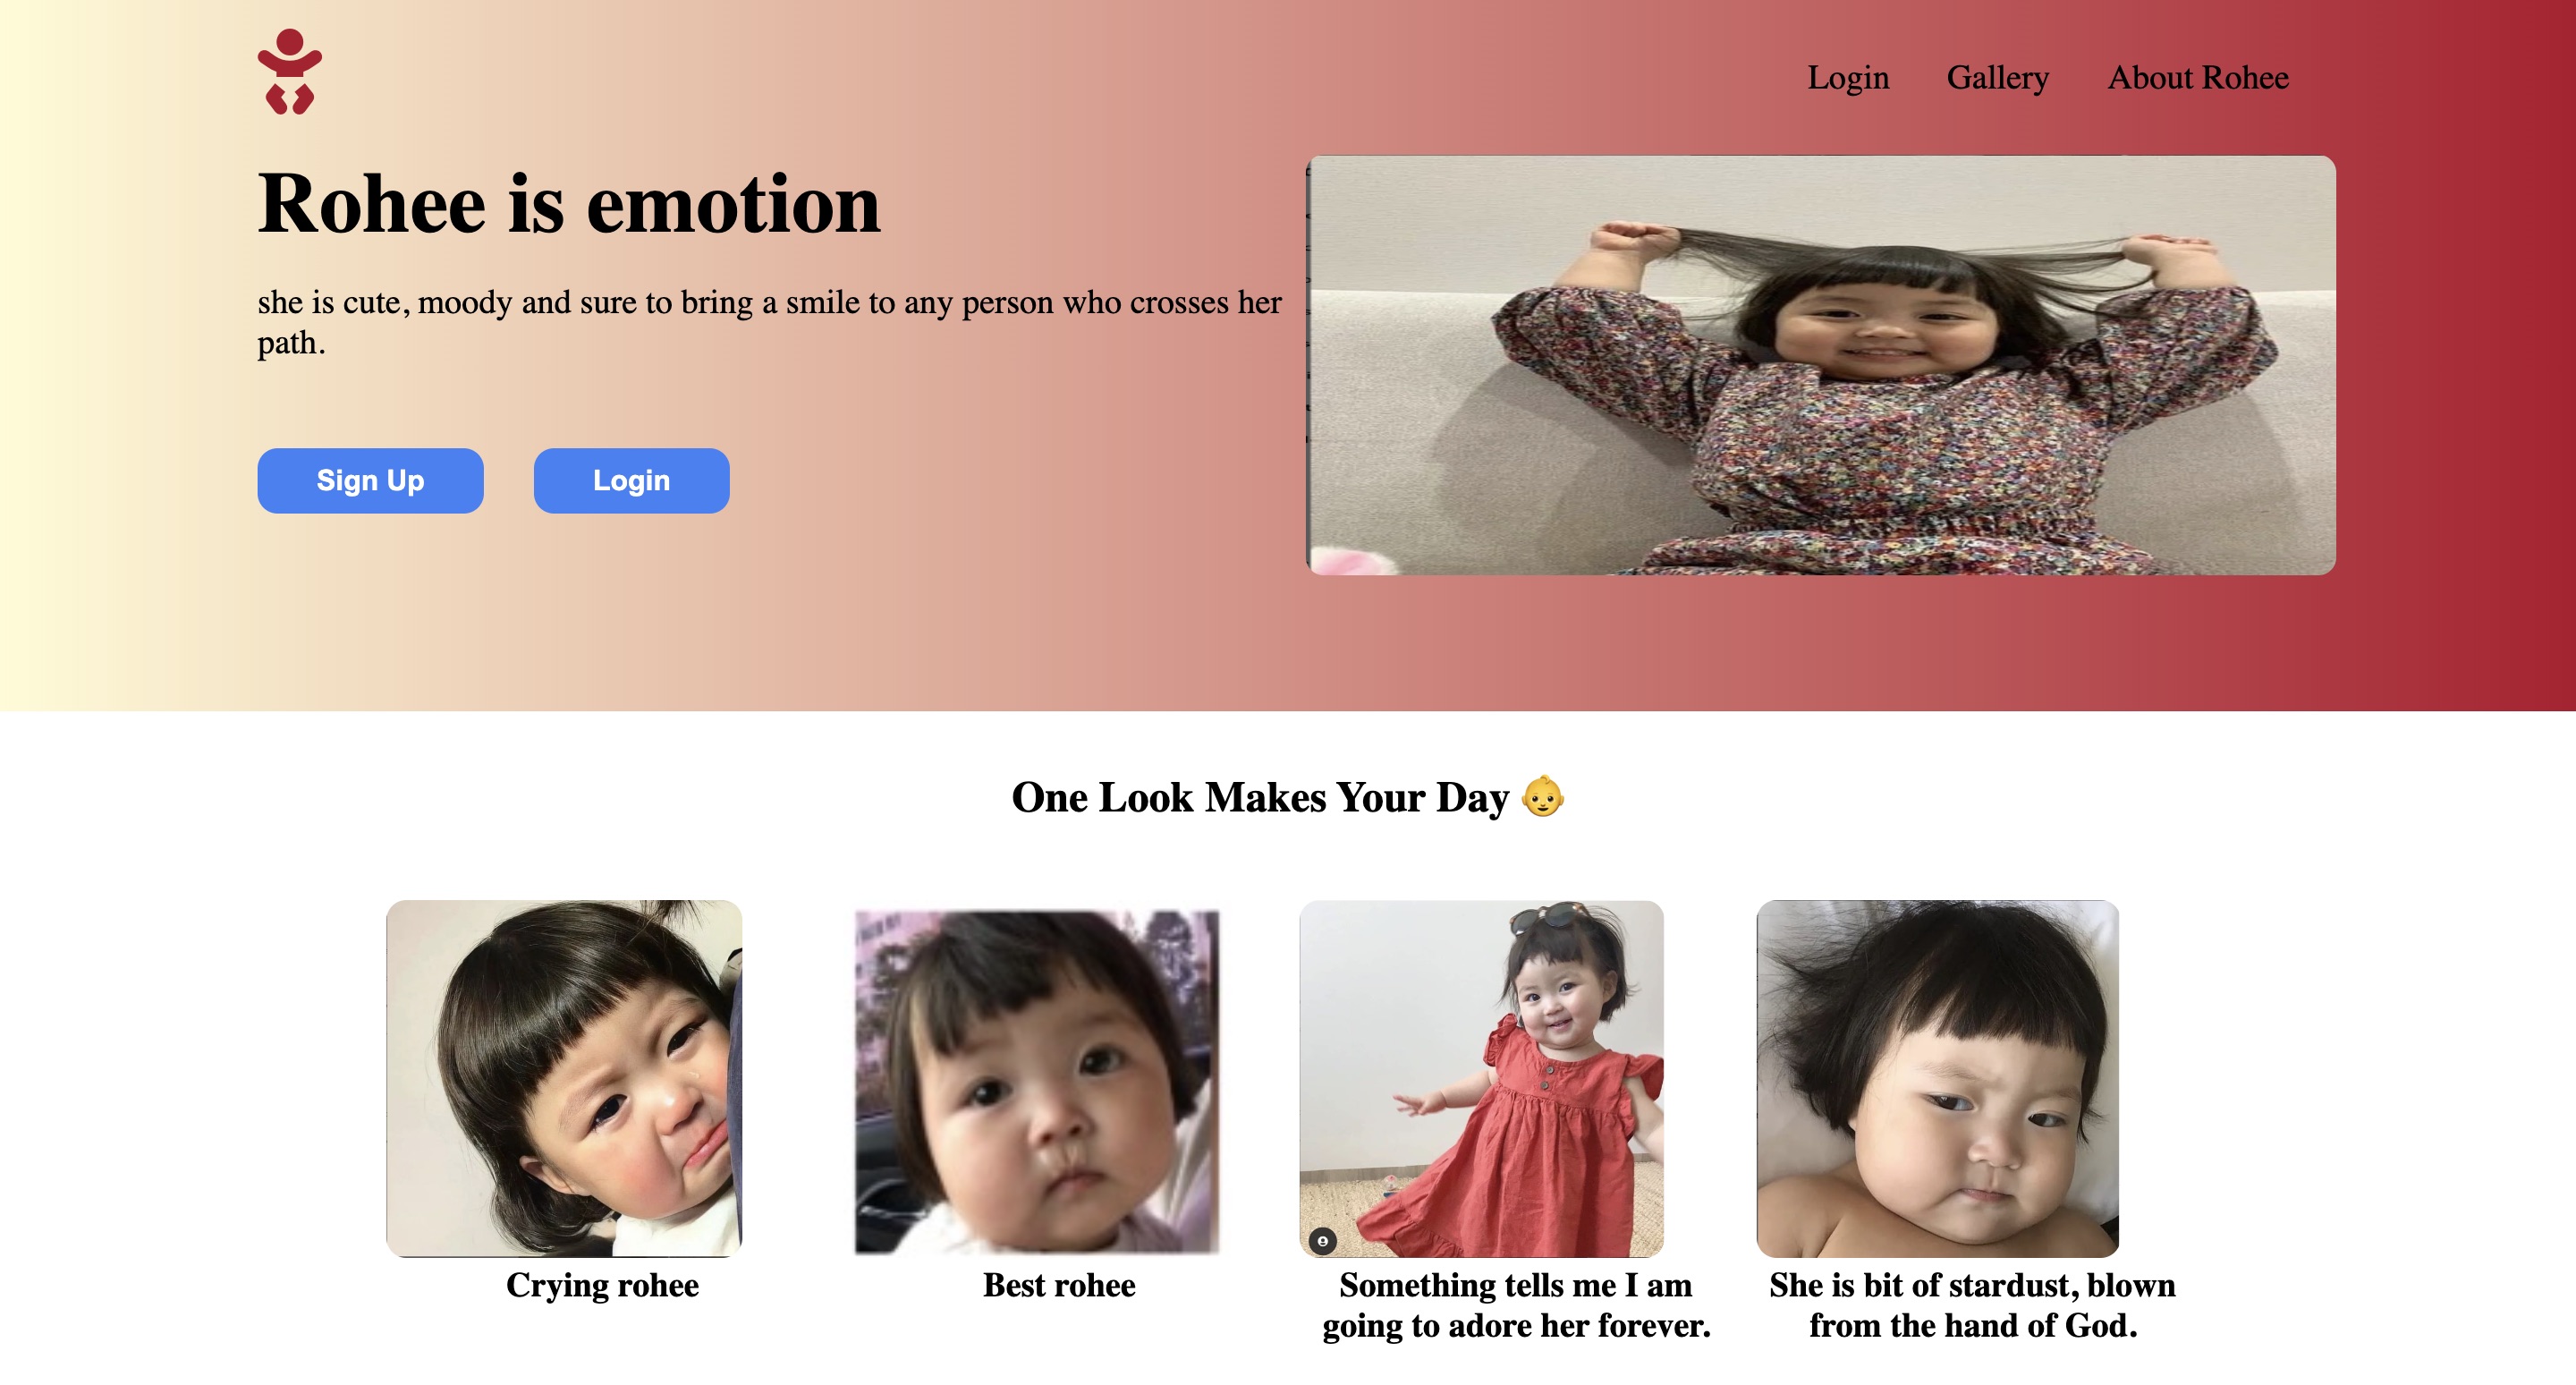 Login Gallery About Rohee
Rohee is emotion
she is cute, moody and sure to bring a smile to any person who crosses her
path.
Sign Up Login
One Look Makes Your Day 👶
Crying rohee
Best rohee
Something tells me I am
going to adore her forever.
She is bit of stardust, blown
from the hand of God.